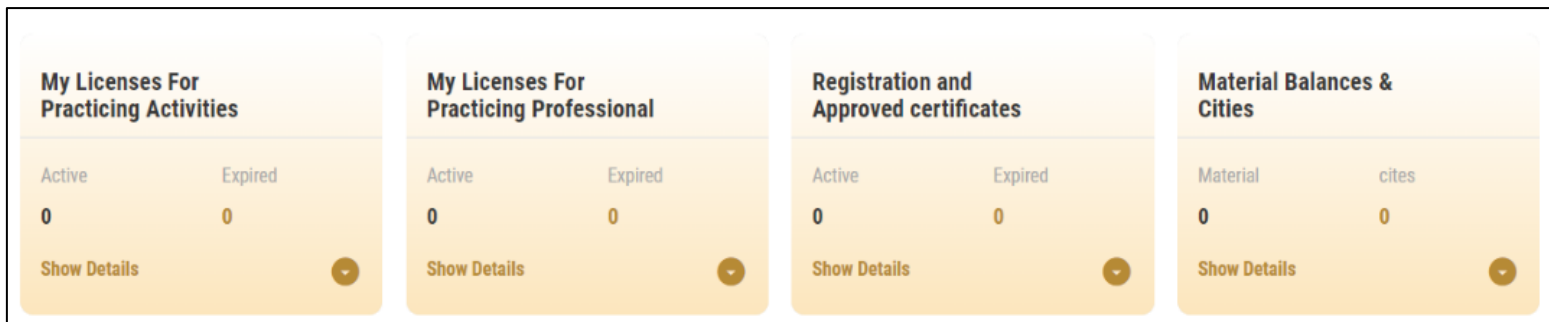 My Licenses For
Practicing Activities
Active Expired
0 0
Show Details
My Licenses For
Practicing Professional
Active Expired
0 0
Show Details
Registration and
Approved certificates
Active Expired
0 0
Show Details
Material Balances &
Cities
Material cites
0 0
Show Details